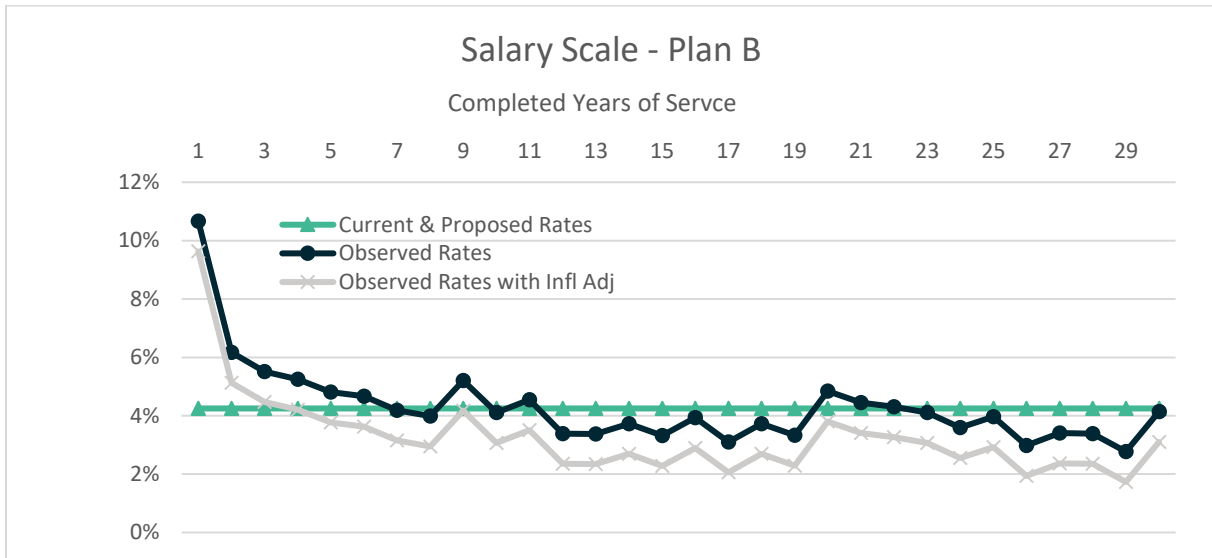 Salary Scale - Plan B
Completed Years of Servce
1 3 5 7 9 11 13 15 17 19 21 23 25 27 29
12%
Current & Proposed Rates
10%
Observed Rates
Observed Rates with Infl Adj
8%
6%
4%
2%
0%